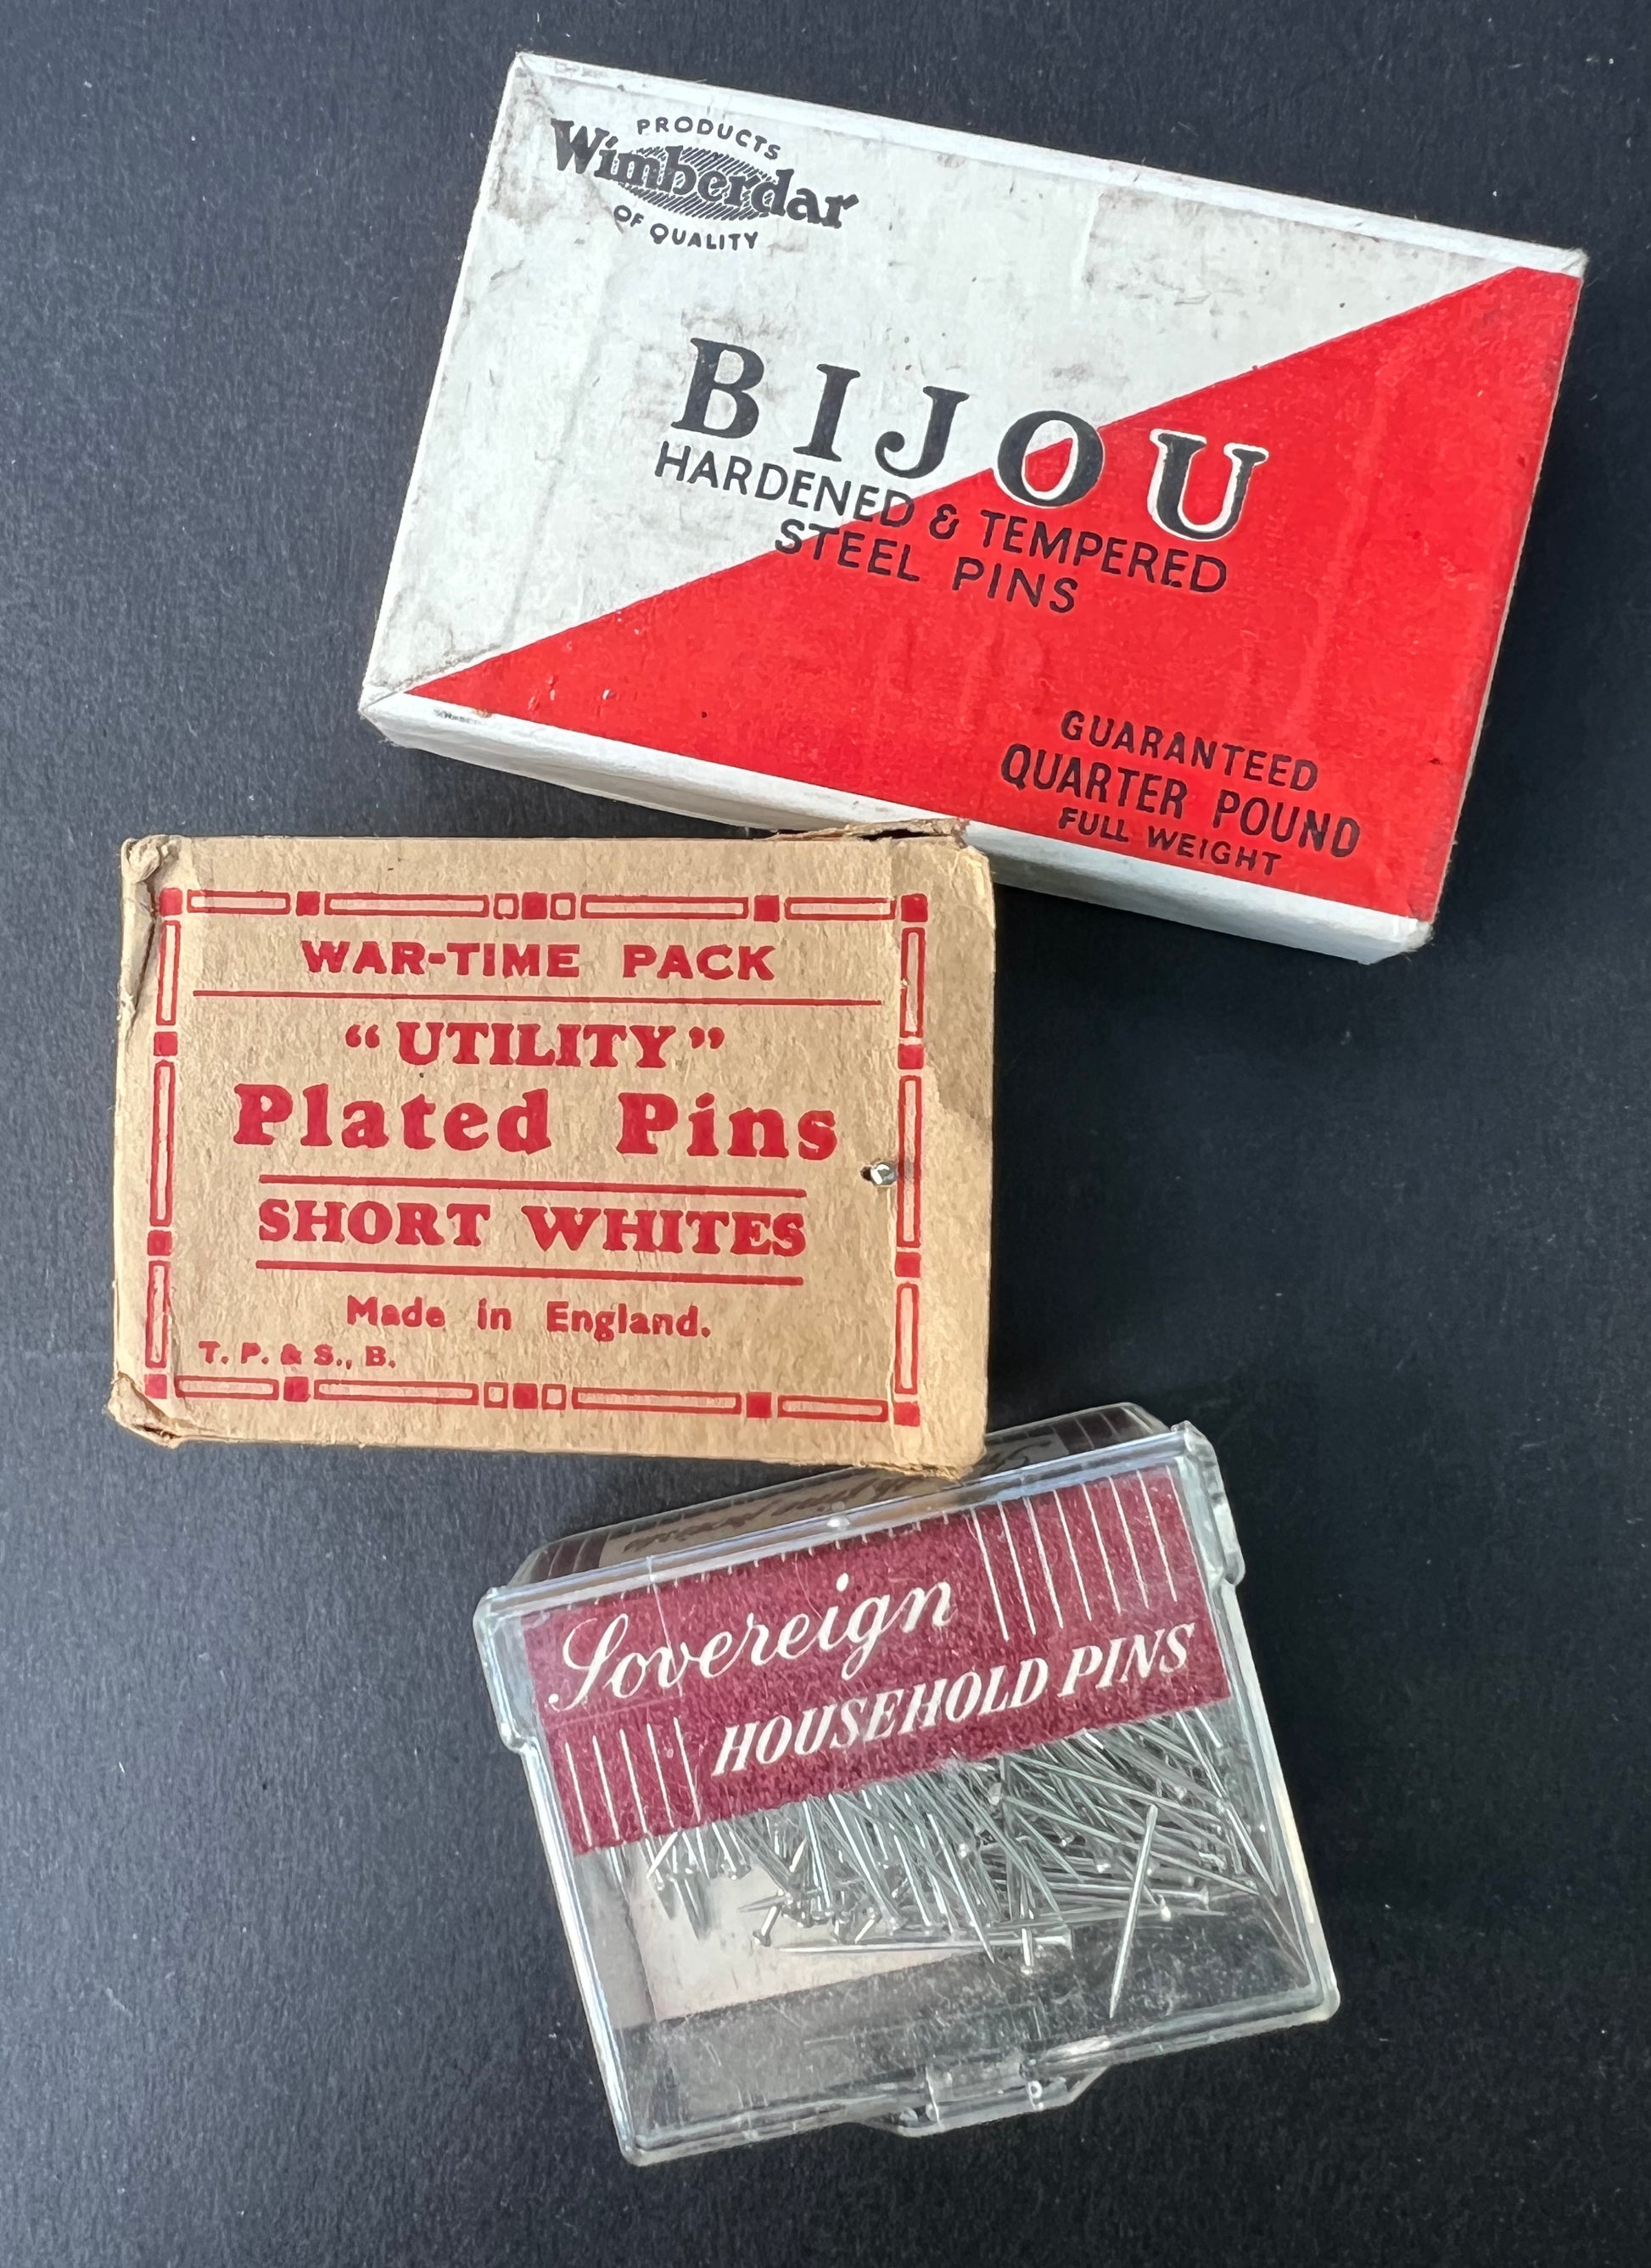 PRODUCTS
Wimberdar
OF QUALITY
BIJOU
HARDENED & TEMPERED
STEEL PINS
GUARANTEED
QUARTER POUND
FULL WEIGHT
WAR-TIME PACK
“UTILITY”
Plated Pins
SHORT WHITES
Made in England.
T. P. & S., B.
Sovereign
HOUSEHOLD PINS